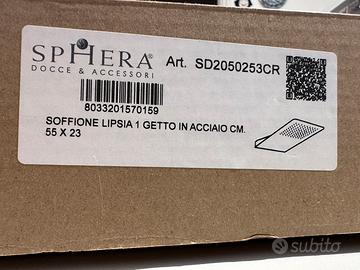 SPHERA®
DOCCE & ACCESSORI
Art. SD2050253CR
8033201570159
SOFFIONE LIPSIA 1 GETTO IN ACCIAIO CM.
55 X 23
subito